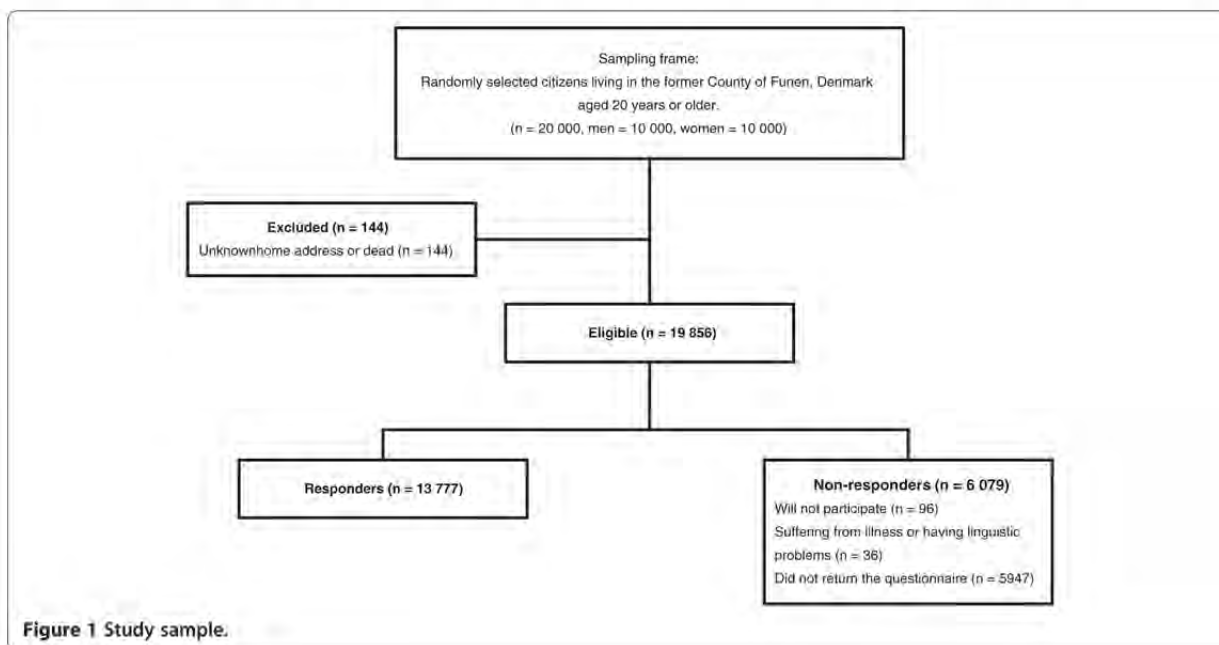 Sampling frame:
Randomly selected citizens living in the former County of Funen, Denmark
aged 20 years or older.
(n = 20 000, men = 10 000, women = 10 000)
Excluded (n = 144)
Unknownhome address or dead (n = 144)
Eligible (n = 19 856)
Responders (n = 13 777)
Non-responders (n = 6 079)
Will not participate (n = 96)
Suffering from illness or having linguistic
problems (n = 36)
Did not return the questionnaire (n = 5947)
Figure 1 Study sample.